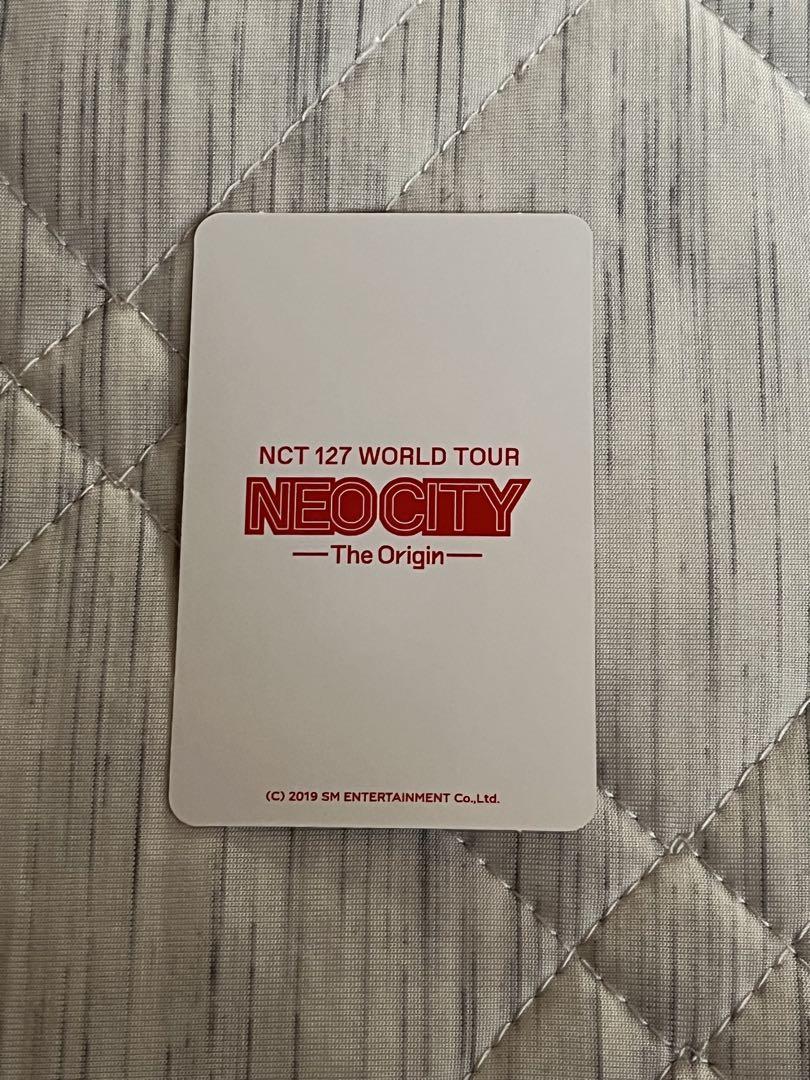 NCT 127 WORLD TOUR
NEO CITY
The Origin
(C) 2019 SM ENTERTAINMENT Co.,Ltd.